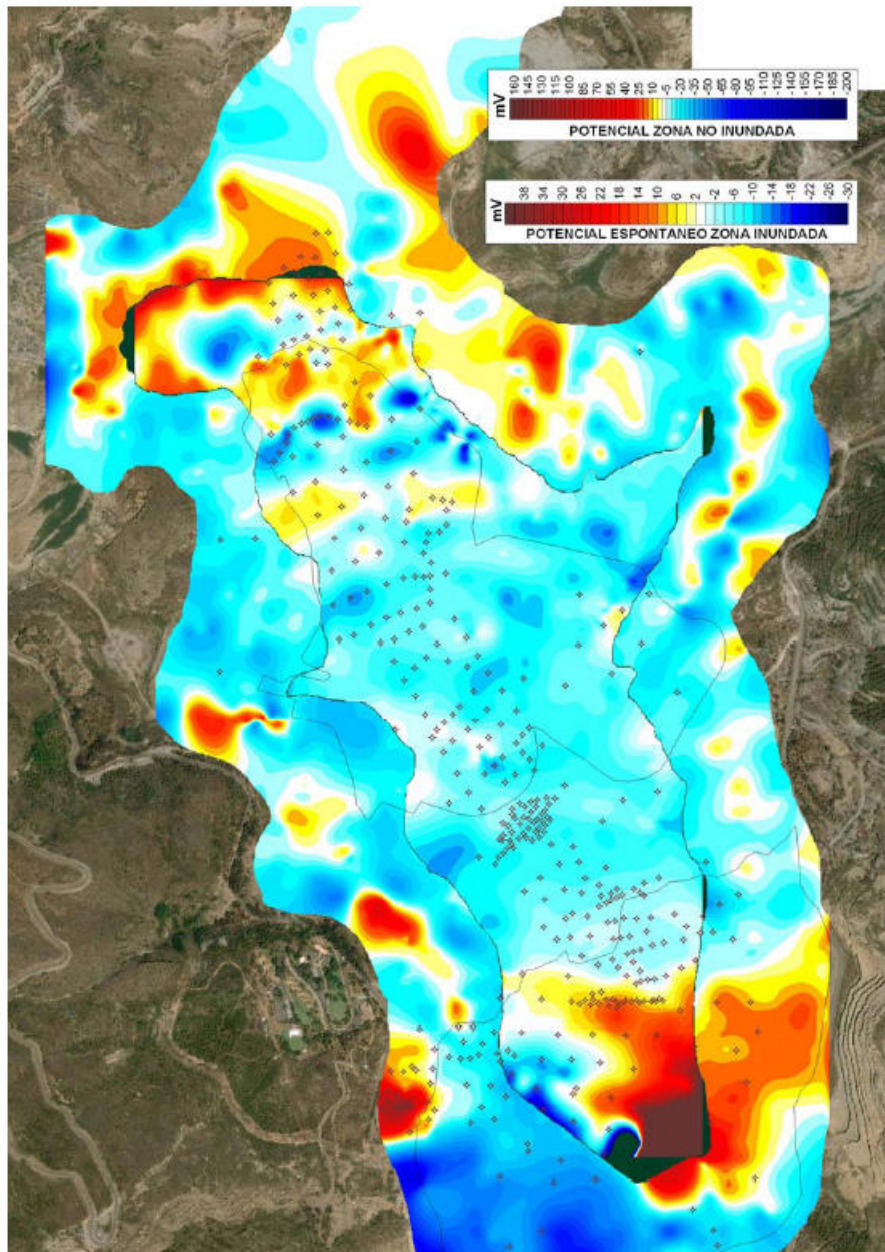 mV
160 145 130 115 100 85 70 55 40 25 10 -5 -20 -35 -50 -65 -80 -95 -110 -125 -140 -155 -170 -185 -200
POTENCIAL ZONA NO INUNDADA
mV
38 34 30 26 22 18 14 10 6 2 -2 -6 -10 -14 -18 -22 -26 -30
POTENCIAL ESPONTANEO ZONA INUNDADA